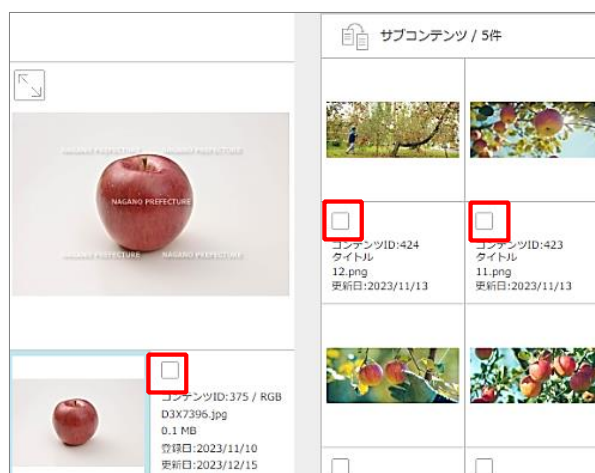 サブコンテンツ / 5件
NAGANO PREFECTURE NAGANO PREFECTURE
NAGANO PREFECTURE
NAGANO PREFECTURE NAGANO PREFECTURE
コンテンツID:375 / RGB
D3X7396.jpg
0.1 MB
登録日:2023/11/10
更新日:2023/12/15
コンテンツID:424
タイトル
12.png
更新日:2023/11/13
コンテンツID:423
タイトル
11.png
更新日:2023/11/13